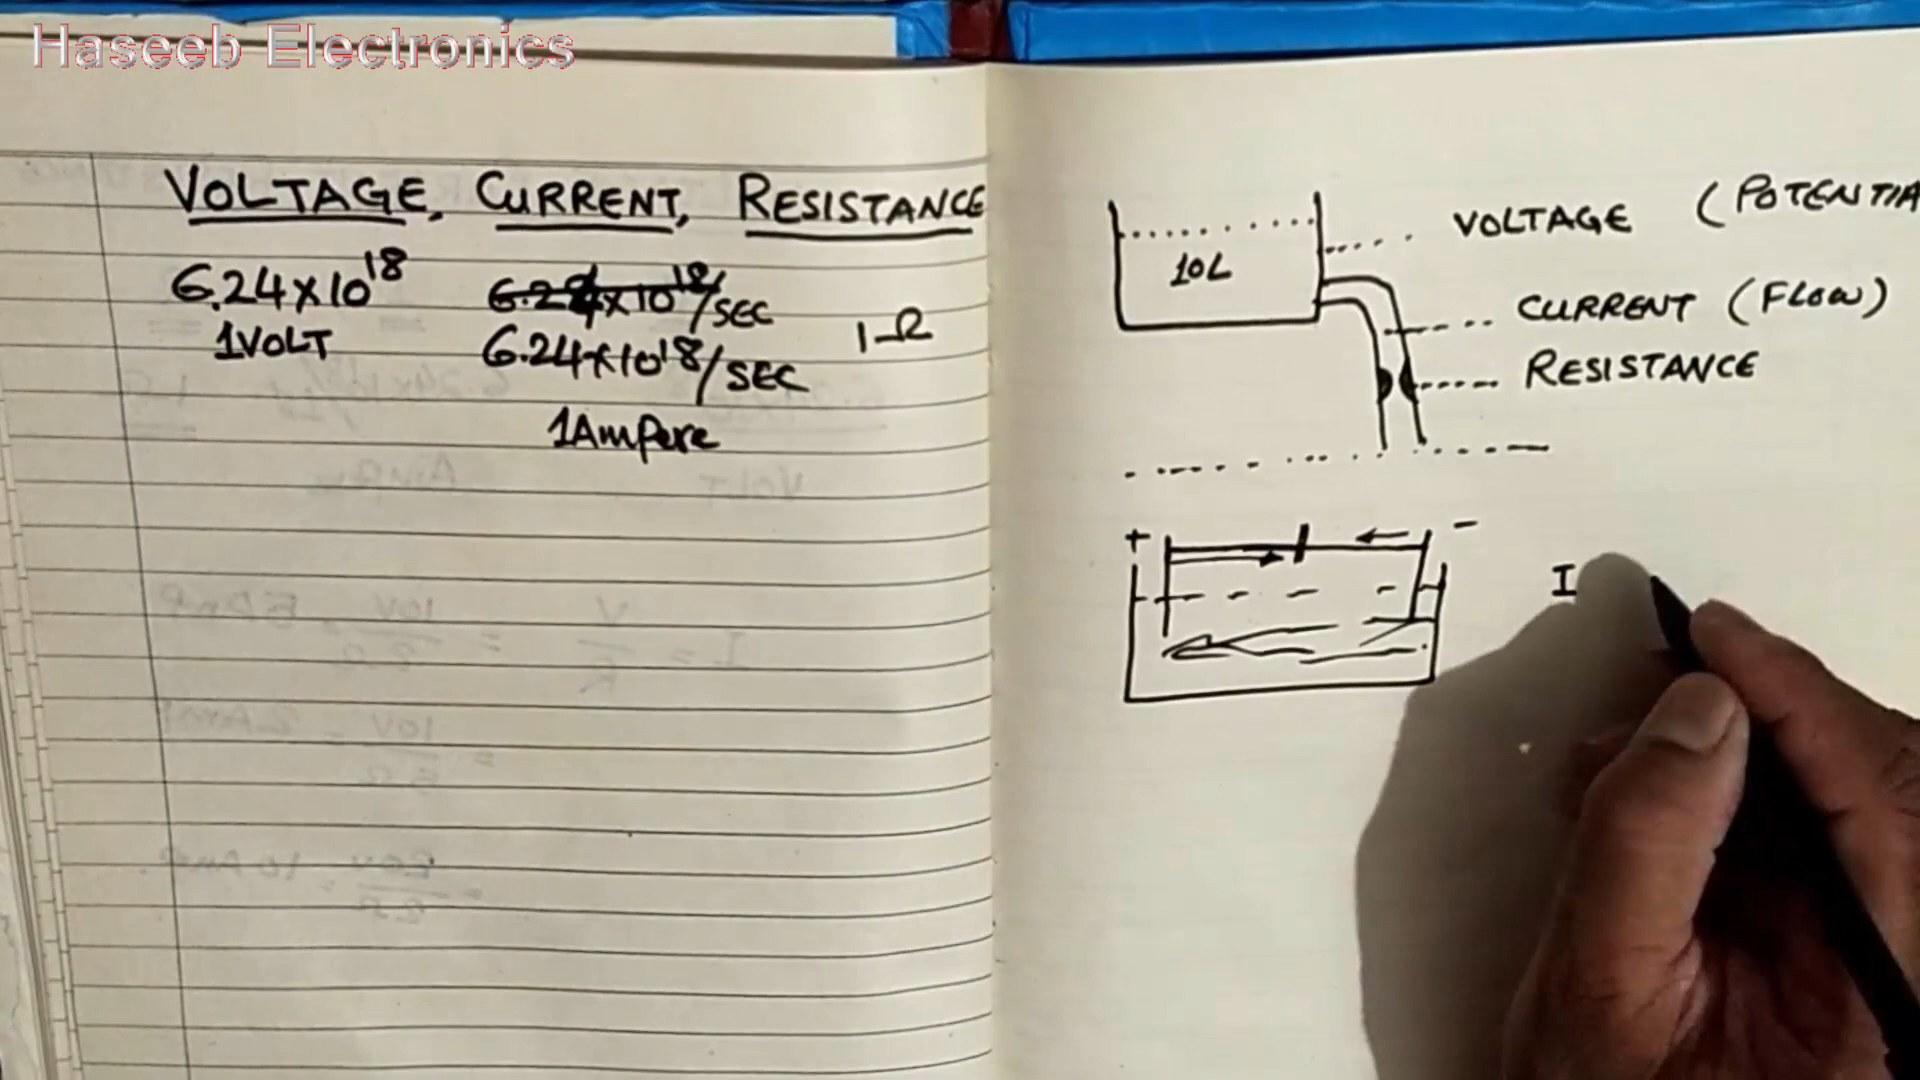 Haseeb Electronics
VOLTAGE, CURRENT, RESISTANCE
6.24x10^18 6.24x10^18/SEC
1VOLT 6.24x10^18/SEC 1Ω
1Ampere
10L
VOLTAGE (POTENTIA
CURRENT (FLOW)
RESISTANCE
+ -
I